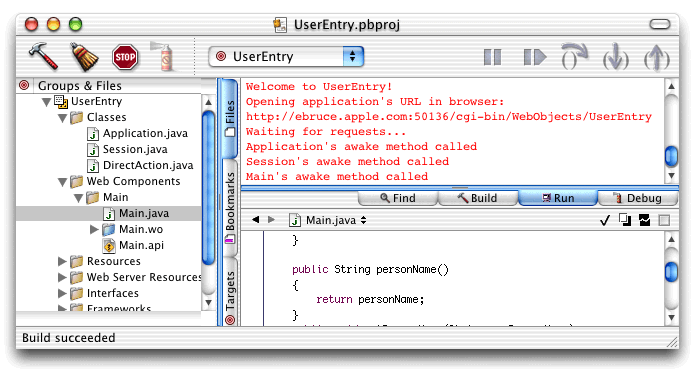 UserEntry.pbproj
STOP
UserEntry
Groups & Files
UserEntry
Classes
Application.java
Session.java
DirectAction.java
Web Components
Main
Main.java
Main.wo
Main.api
Resources
Web Server Resources
Interfaces
Frameworks
Files
Bookmarks
Targets
Welcome to UserEntry!
Opening application's URL in browser:
http://ebruce.apple.com:50136/cgi-bin/WebObjects/UserEntry
Waiting for requests...
Application's awake method called
Session's awake method called
Main's awake method called
Find
Build
Run
Debug
Main.java
}
public String personName()
{
return personName;
}
Build succeeded